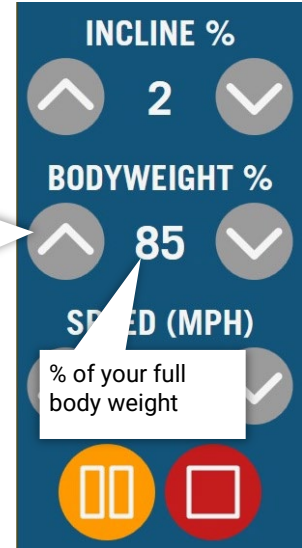 INCLINE %
2
BODYWEIGHT %
85
SPEED (MPH)
% of your full
body weight